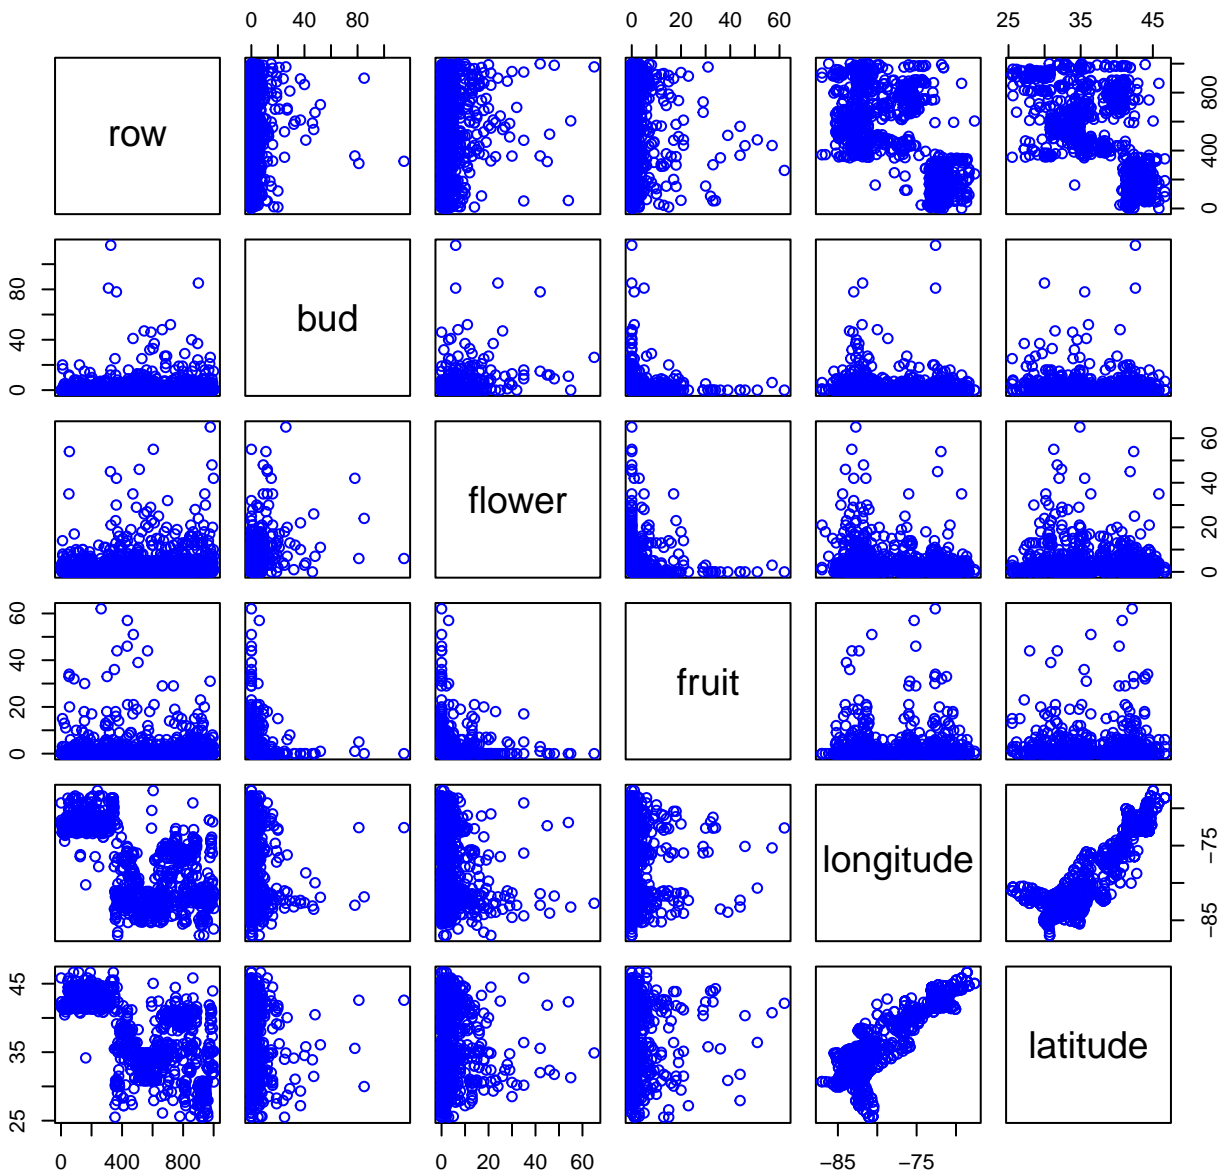 0 40 80 0 20 40 60 25 35 45
row 0 400 800
0 40 80 bud
flower 0 20 40 60
0 20 40 60 fruit
longitude −85 −75
25 35 45 latitude
0 400 800 0 20 40 60 −85 −75